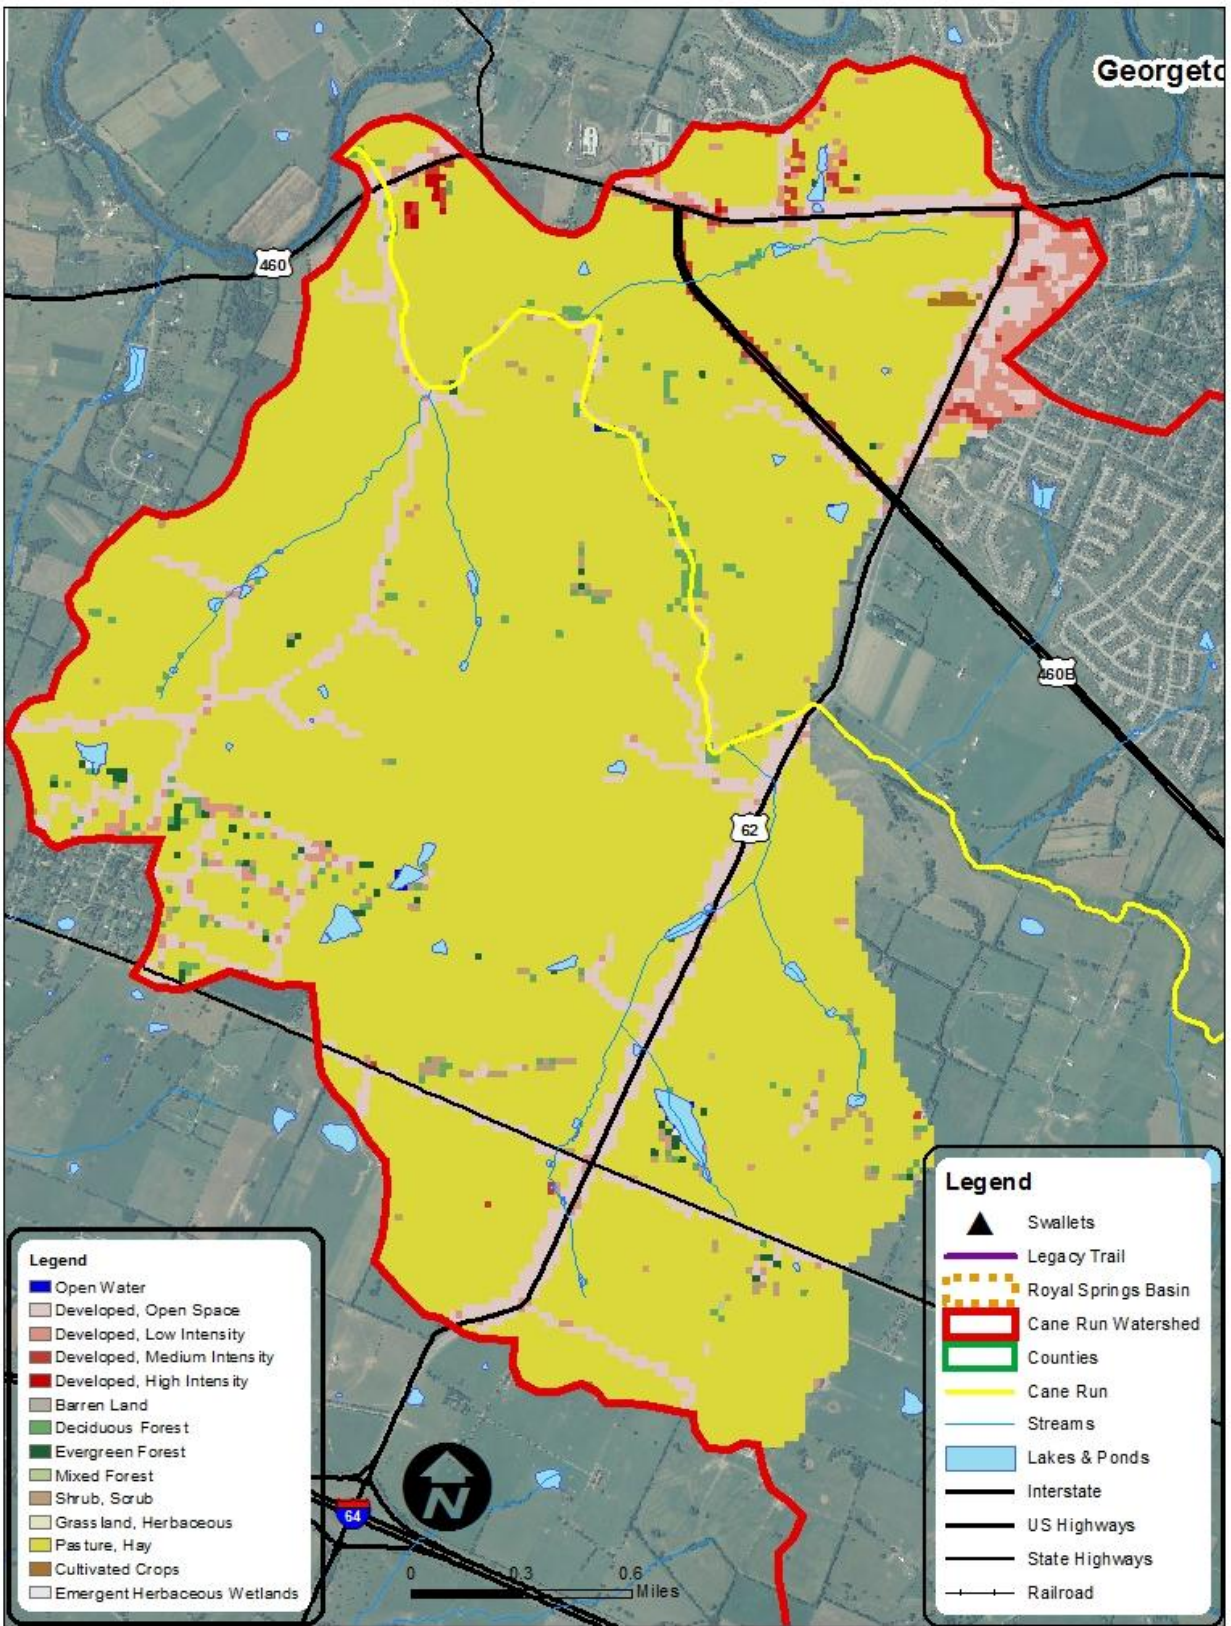 Georgeto
460
460B
62
Legend
Swallets
Legacy Trail
Royal Springs Basin
Cane Run Watershed
Counties
Cane Run
Streams
Lakes & Ponds
Interstate
US Highways
State Highways
Railroad
Legend
Open Water
Developed, Open Space
Developed, Low Intensity
Developed, Medium Intensity
Developed, High Intensity
Barren Land
Deciduous Forest
Evergreen Forest
Mixed Forest
Shrub, Scrub
Grassland, Herbaceous
Pasture, Hay
Cultivated Crops
Emergent Herbaceous Wetlands
64
N
0 0.3 0.6
Miles